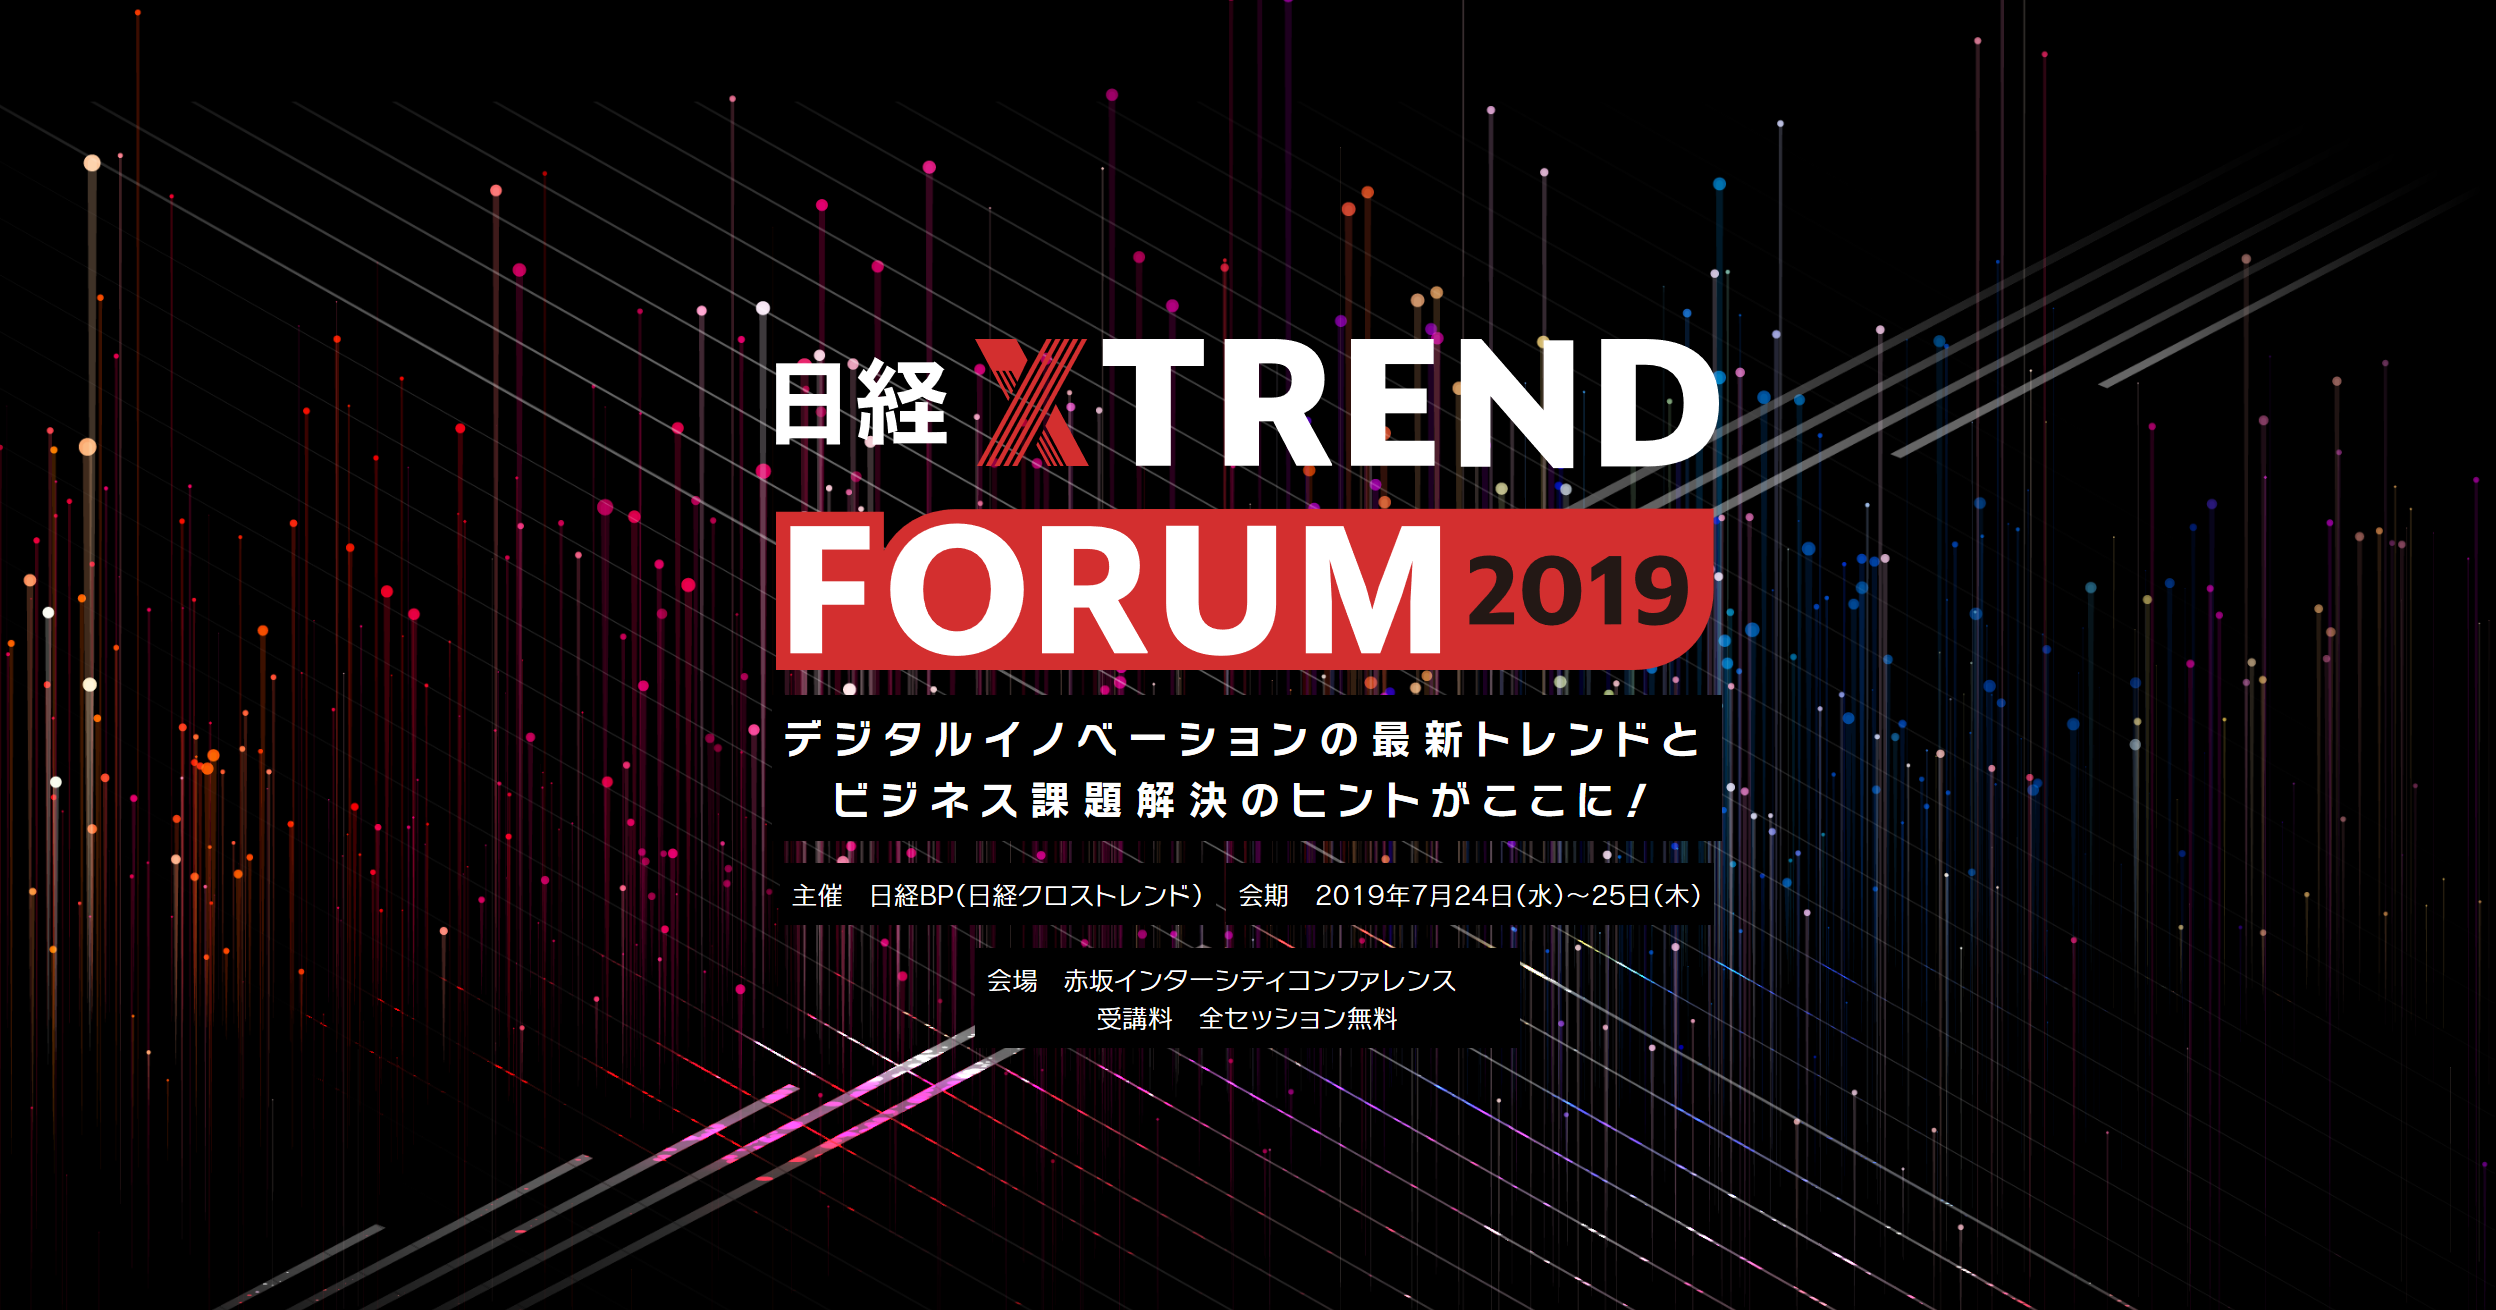 日経 XTREND
FORUM 2019
デジタルイノベーションの最新トレンドと
ビジネス課題解決のヒントがここに!
主催　日経BP(日経クロストレンド)　会期　2019年7月24日(水)～25日(木)
会場　赤坂インターシティコンファレンス
受講料　全セッション無料